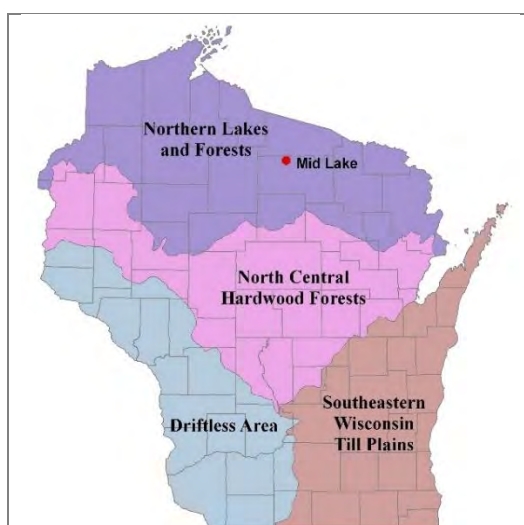 Northern Lakes
and Forests
Mid Lake
North Central
Hardwood Forests
Southeastern
Wisconsin
Till Plains
Driftless Area